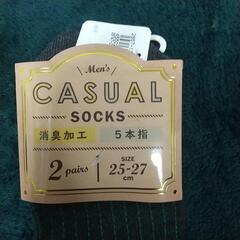 Men's
CASUAL
SOCKS
消臭加工 5本指
2 pairs
SIZE
25-27
cm